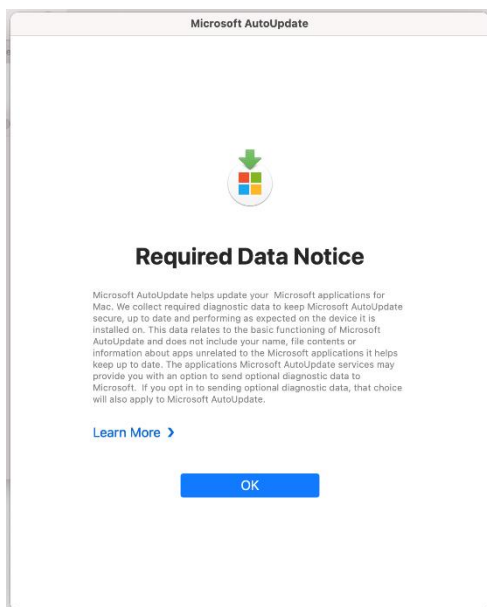 Microsoft AutoUpdate
Required Data Notice
Microsoft AutoUpdate helps update your  Microsoft applications for
Mac. We collect required diagnostic data to keep Microsoft AutoUpdate
secure, up to date and performing as expected on the device it is
installed on. This data relates to the basic functioning of Microsoft
AutoUpdate and does not include your name, file contents or
information about apps unrelated to the Microsoft applications it helps
keep up to date. The applications Microsoft AutoUpdate services may
provide you with an option to send optional diagnostic data to
Microsoft.  If you opt in to sending optional diagnostic data, that choice
will also apply to Microsoft AutoUpdate.
Learn More ❯
OK